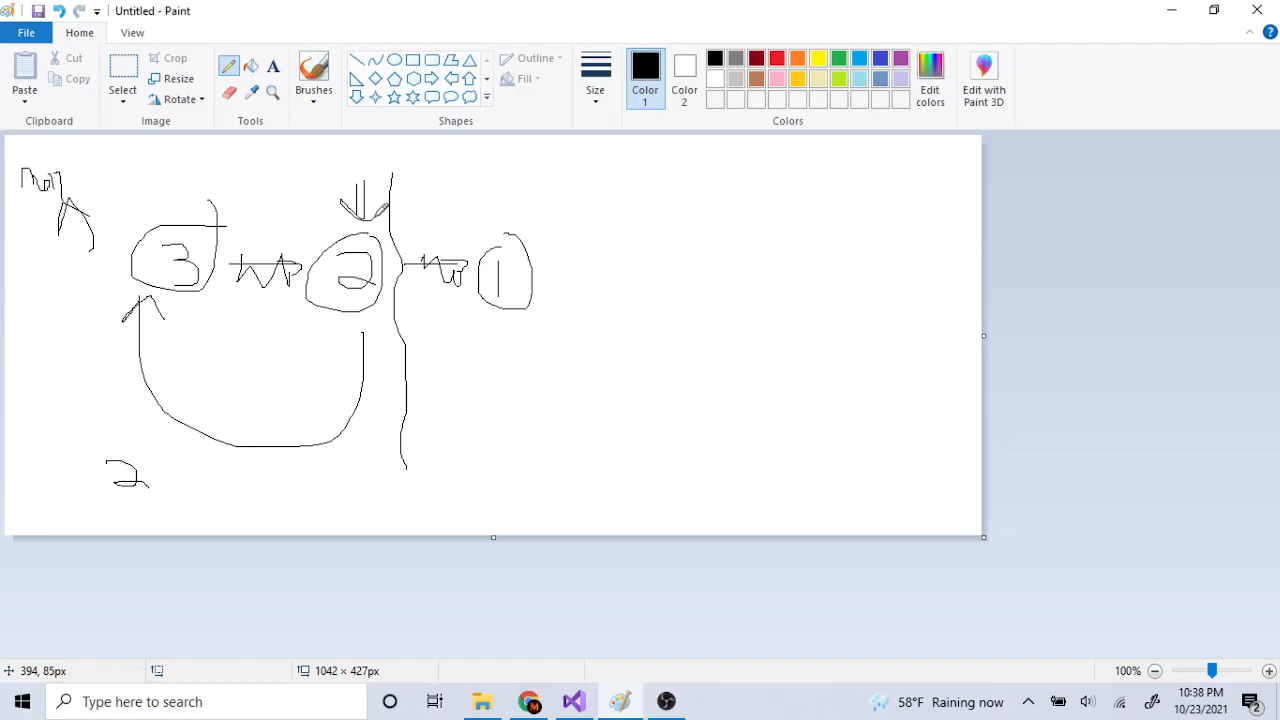 Untitled - Paint
File Home View
Paste Cut Copy
Clipboard
Select Crop Resize Rotate
Image
Tools
Brushes
Shapes Outline Fill
Size
Color 1 Color 2
Edit colors
Colors
Edit with Paint 3D
3 2 1
2
394, 85px 1042 × 427px 100%
Type here to search 58°F Raining now 10:38 PM
10/23/2021 2